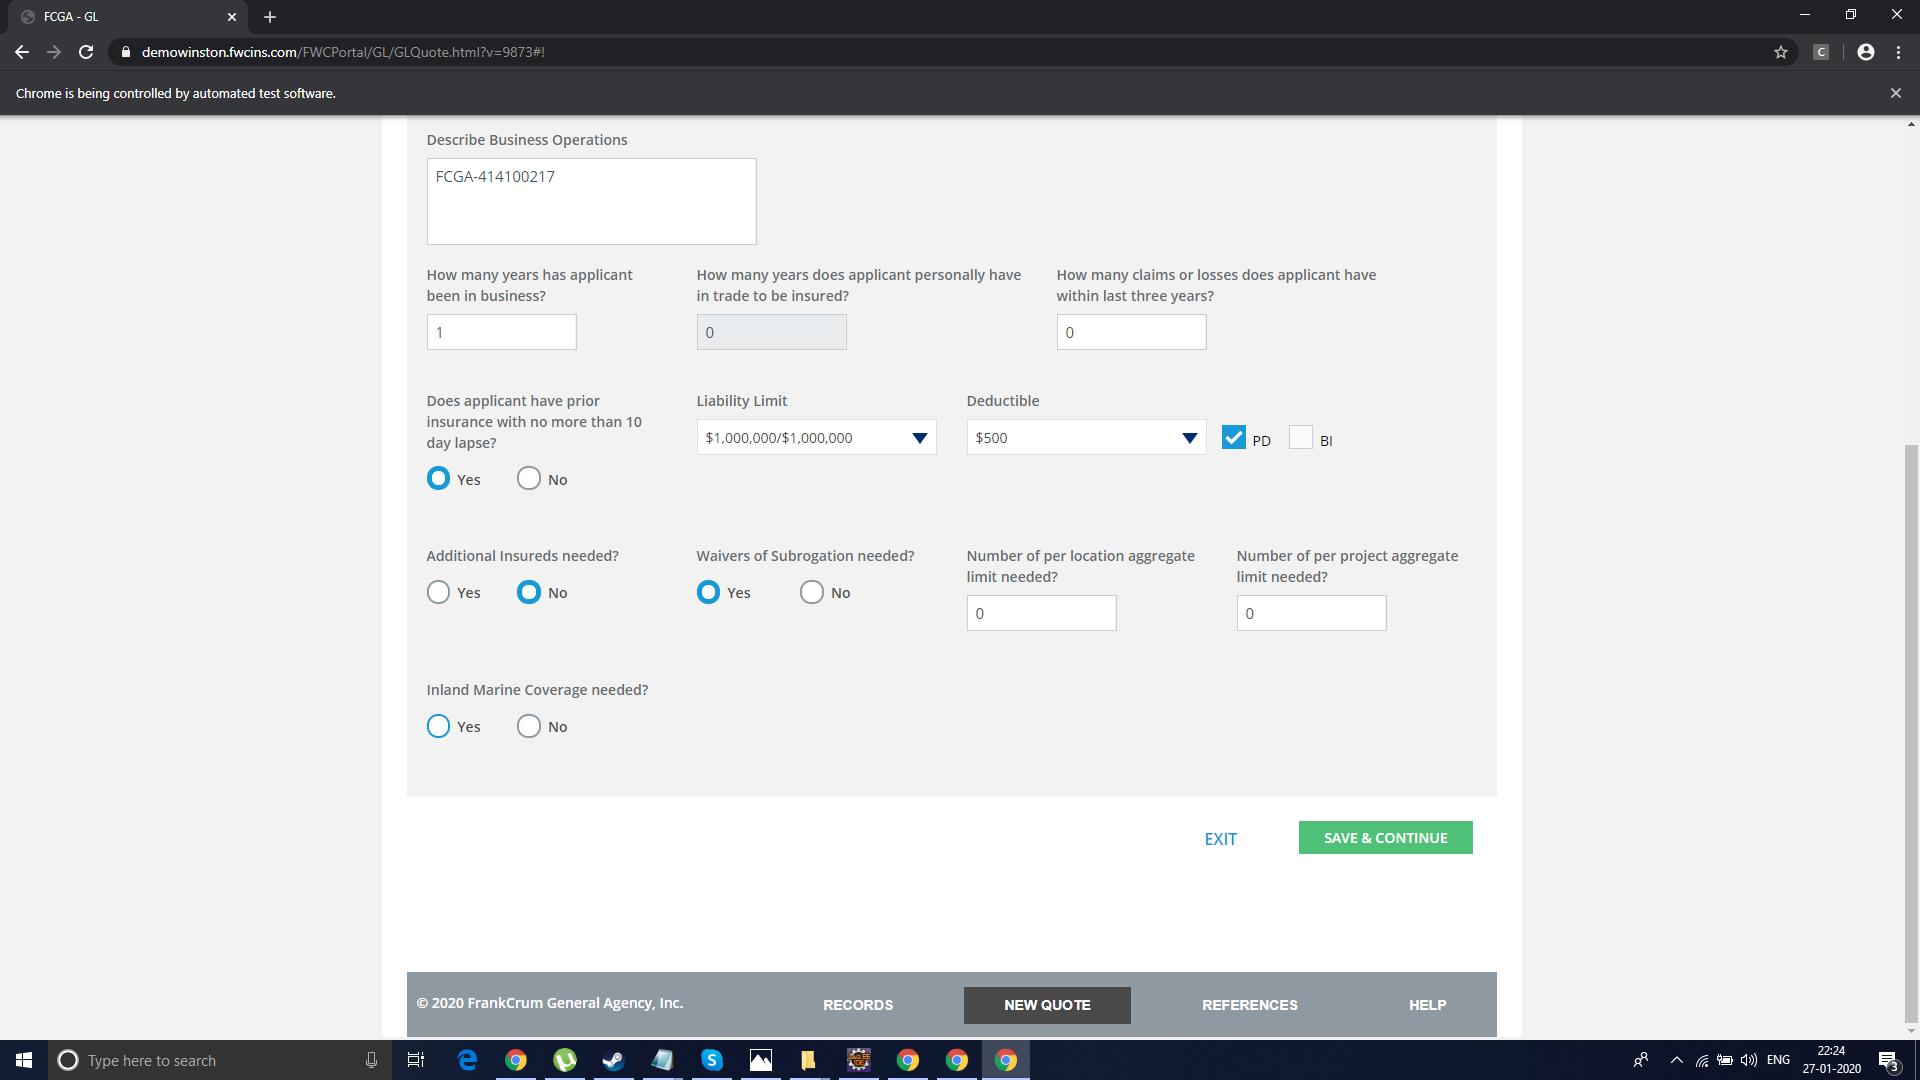 FCGA - GL
demowinston.fwcins.com/FWCPortal/GL/GLQuote.html?v=9873#!
C
Chrome is being controlled by automated test software.
Describe Business Operations
FCGA-414100217
How many years has applicant
been in business?
1
How many years does applicant personally have
in trade to be insured?
0
How many claims or losses does applicant have
within last three years?
0
Does applicant have prior
insurance with no more than 10
day lapse?
Yes No
Liability Limit
$1,000,000/$1,000,000
Deductible
$500
PD BI
Additional Insureds needed?
Yes No
Waivers of Subrogation needed?
Yes No
Number of per location aggregate
limit needed?
0
Number of per project aggregate
limit needed?
0
Inland Marine Coverage needed?
Yes No
EXIT SAVE & CONTINUE
© 2020 FrankCrum General Agency, Inc. RECORDS NEW QUOTE REFERENCES HELP
Type here to search
ENG
22:24
27-01-2020
3